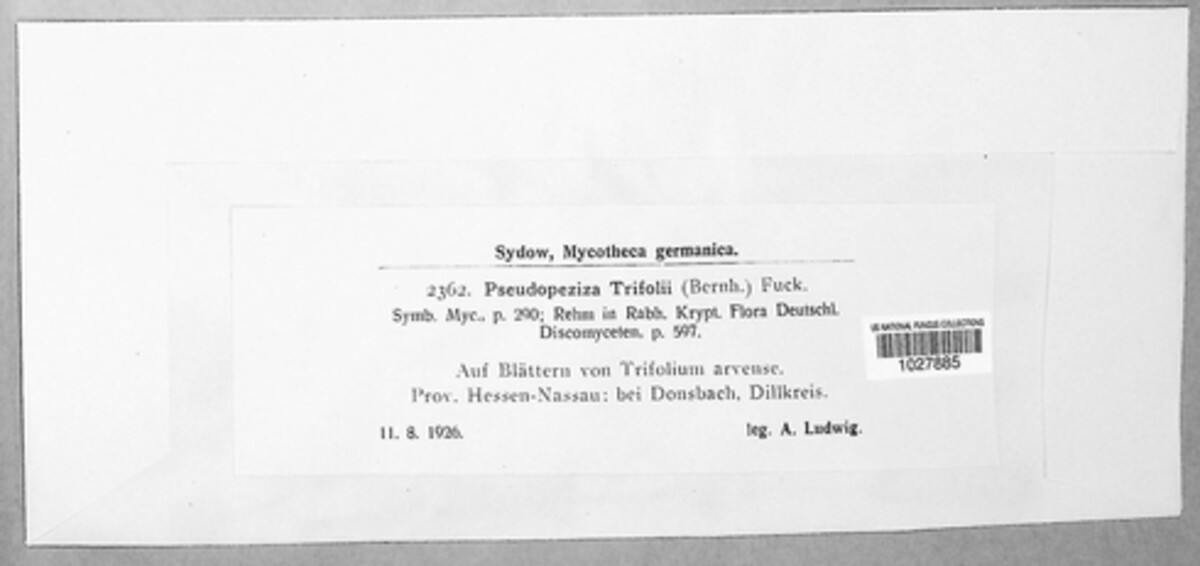 Sydow, Mycotheca germanica.
2362. Pseudopeziza Trifolii (Bernh.) Fuck.
Symb. Myc., p. 290; Rehm in Rabh. Krypt. Flora Deutschl.
Discomyceten, p. 597.
US NATIONAL FUNGUS COLLECTIONS
1027885
Auf Blättern von Trifolium arvense.
Prov. Hessen-Nassau: bei Donsbach, Dillkreis.
11. 8. 1926. leg. A. Ludwig.